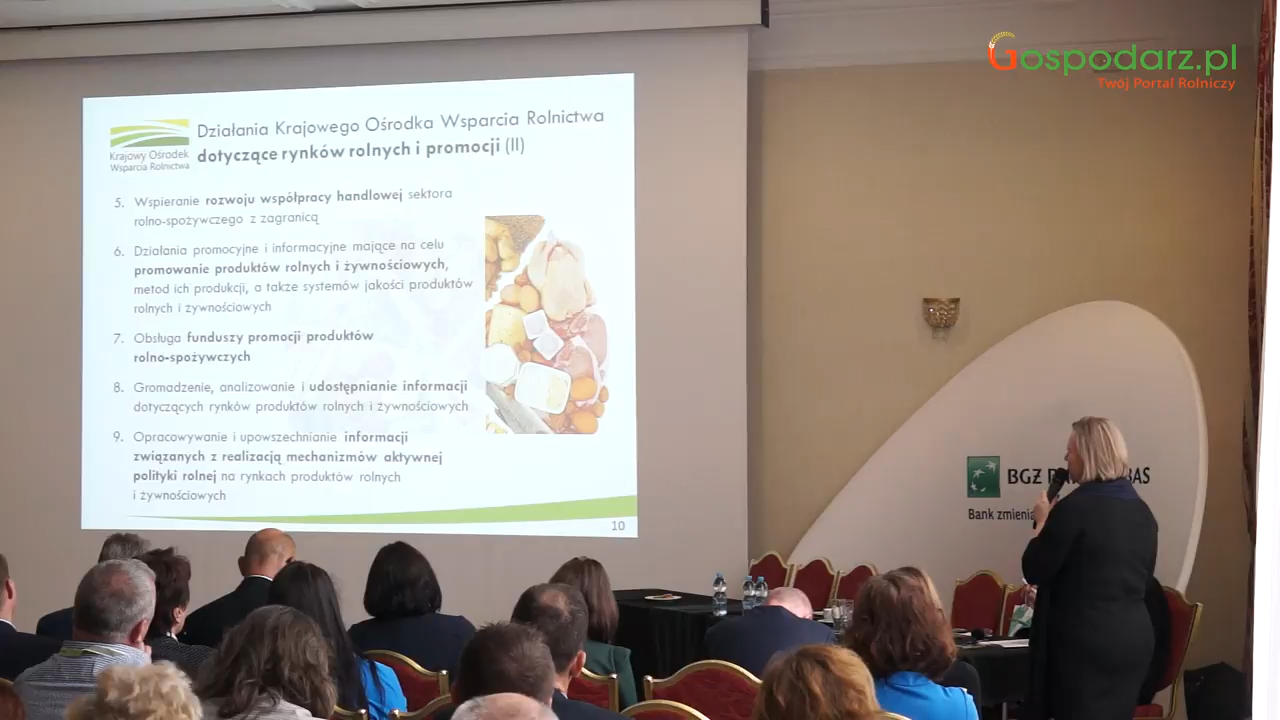 Gospodarz.pl
Twój Portal Rolniczy
Krajowy Ośrodek
Wsparcia Rolnictwa
Działania Krajowego Ośrodka Wsparcia Rolnictwa
dotyczące rynków rolnych i promocji (II)
5. Wspieranie rozwoju współpracy handlowej sektora
rolno-spożywczego z zagranicą
6. Działania promocyjne i informacyjne mające na celu
promowanie produktów rolnych i żywnościowych,
metod ich produkcji, a także systemów jakości produktów
rolnych i żywnościowych
7. Obsługa funduszy promocji produktów
rolno-spożywczych
8. Gromadzenie, analizowanie i udostępnianie informacji
dotyczących rynków produktów rolnych i żywnościowych
9. Opracowywanie i upowszechnianie informacji
związanych z realizacją mechanizmów aktywnej
polityki rolnej na rynkach produktów rolnych
i żywnościowych
10
BGŻ
Bank zmienia